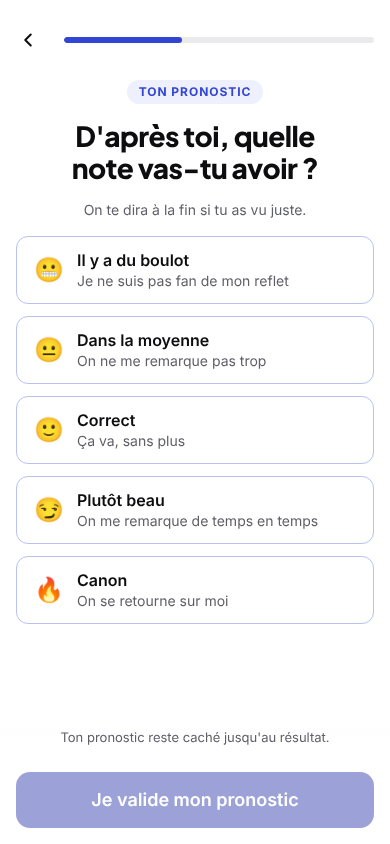 TON PRONOSTIC
D'après toi, quelle
note vas-tu avoir ?
On te dira à la fin si tu as vu juste.
Il y a du boulot
Je ne suis pas fan de mon reflet
Dans la moyenne
On ne me remarque pas trop
Correct
Ça va, sans plus
Plutôt beau
On me remarque de temps en temps
Canon
On se retourne sur moi
Ton pronostic reste caché jusqu'au résultat.
Je valide mon pronostic